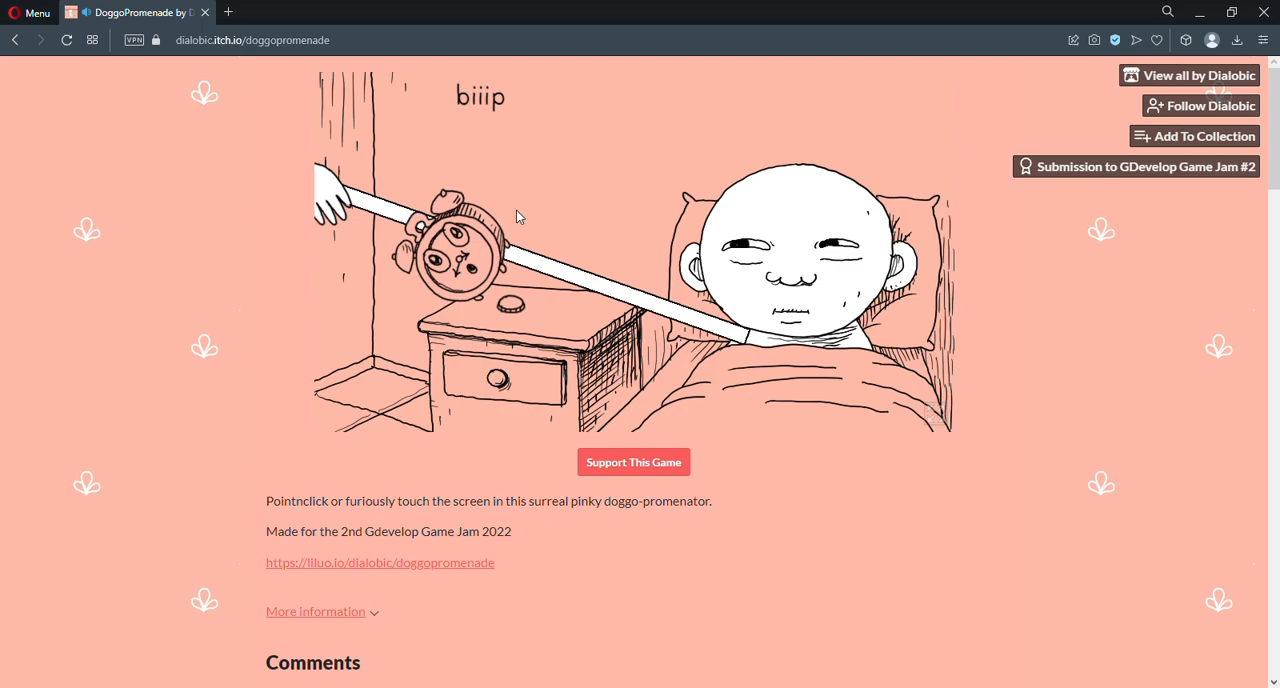 Menu
DoggoPromenade by D
VPN
dialobic.itch.io/doggopromenade
biiip
View all by Dialobic
Follow Dialobic
Add To Collection
Submission to GDevelop Game Jam #2
Support This Game
Pointnclick or furiously touch the screen in this surreal pinky doggo-promenator.
Made for the 2nd Gdevelop Game Jam 2022
https://liluo.io/dialobic/doggopromenade
More information
Comments